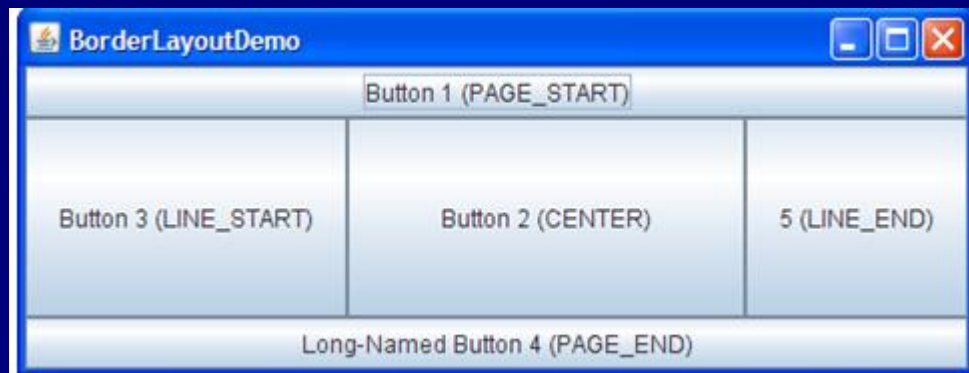 BorderLayoutDemo
Button 1 (PAGE_START)
Button 3 (LINE_START)
Button 2 (CENTER)
5 (LINE_END)
Long-Named Button 4 (PAGE_END)